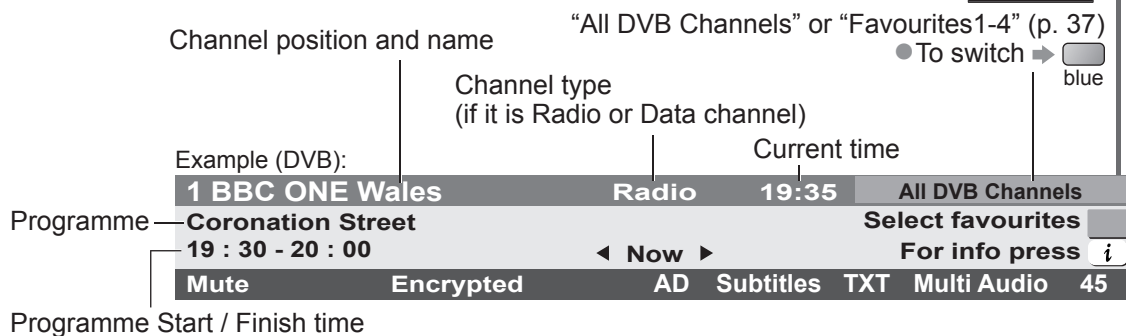 “All DVB Channels” or “Favourites1-4” (p. 37)
Channel position and name
●To switch ➡
blue
Channel type
(if it is Radio or Data channel)
Current time
Example (DVB):
1 BBC ONE Wales Radio 19:35 All DVB Channels
Programme Coronation Street Select favourites
19 : 30 - 20 : 00 ◀ Now ▶ For info press i
Mute Encrypted AD Subtitles TXT Multi Audio 45
Programme Start / Finish time